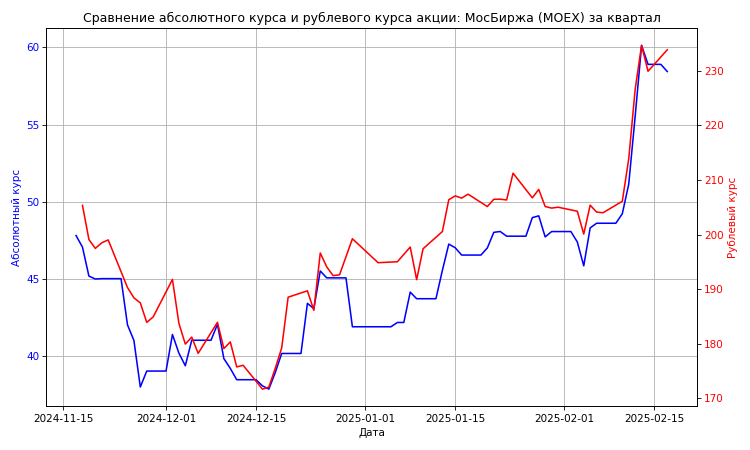 Сравнение абсолютного курса и рублевого курса акции: МосБиржа (MOEX) за квартал
60
55
50
45
40
Абсолютный курс
230
220
210
200
190
180
170
Рублевый курс
2024-11-15 2024-12-01 2024-12-15 2025-01-01 2025-01-15 2025-02-01 2025-02-15
Дата